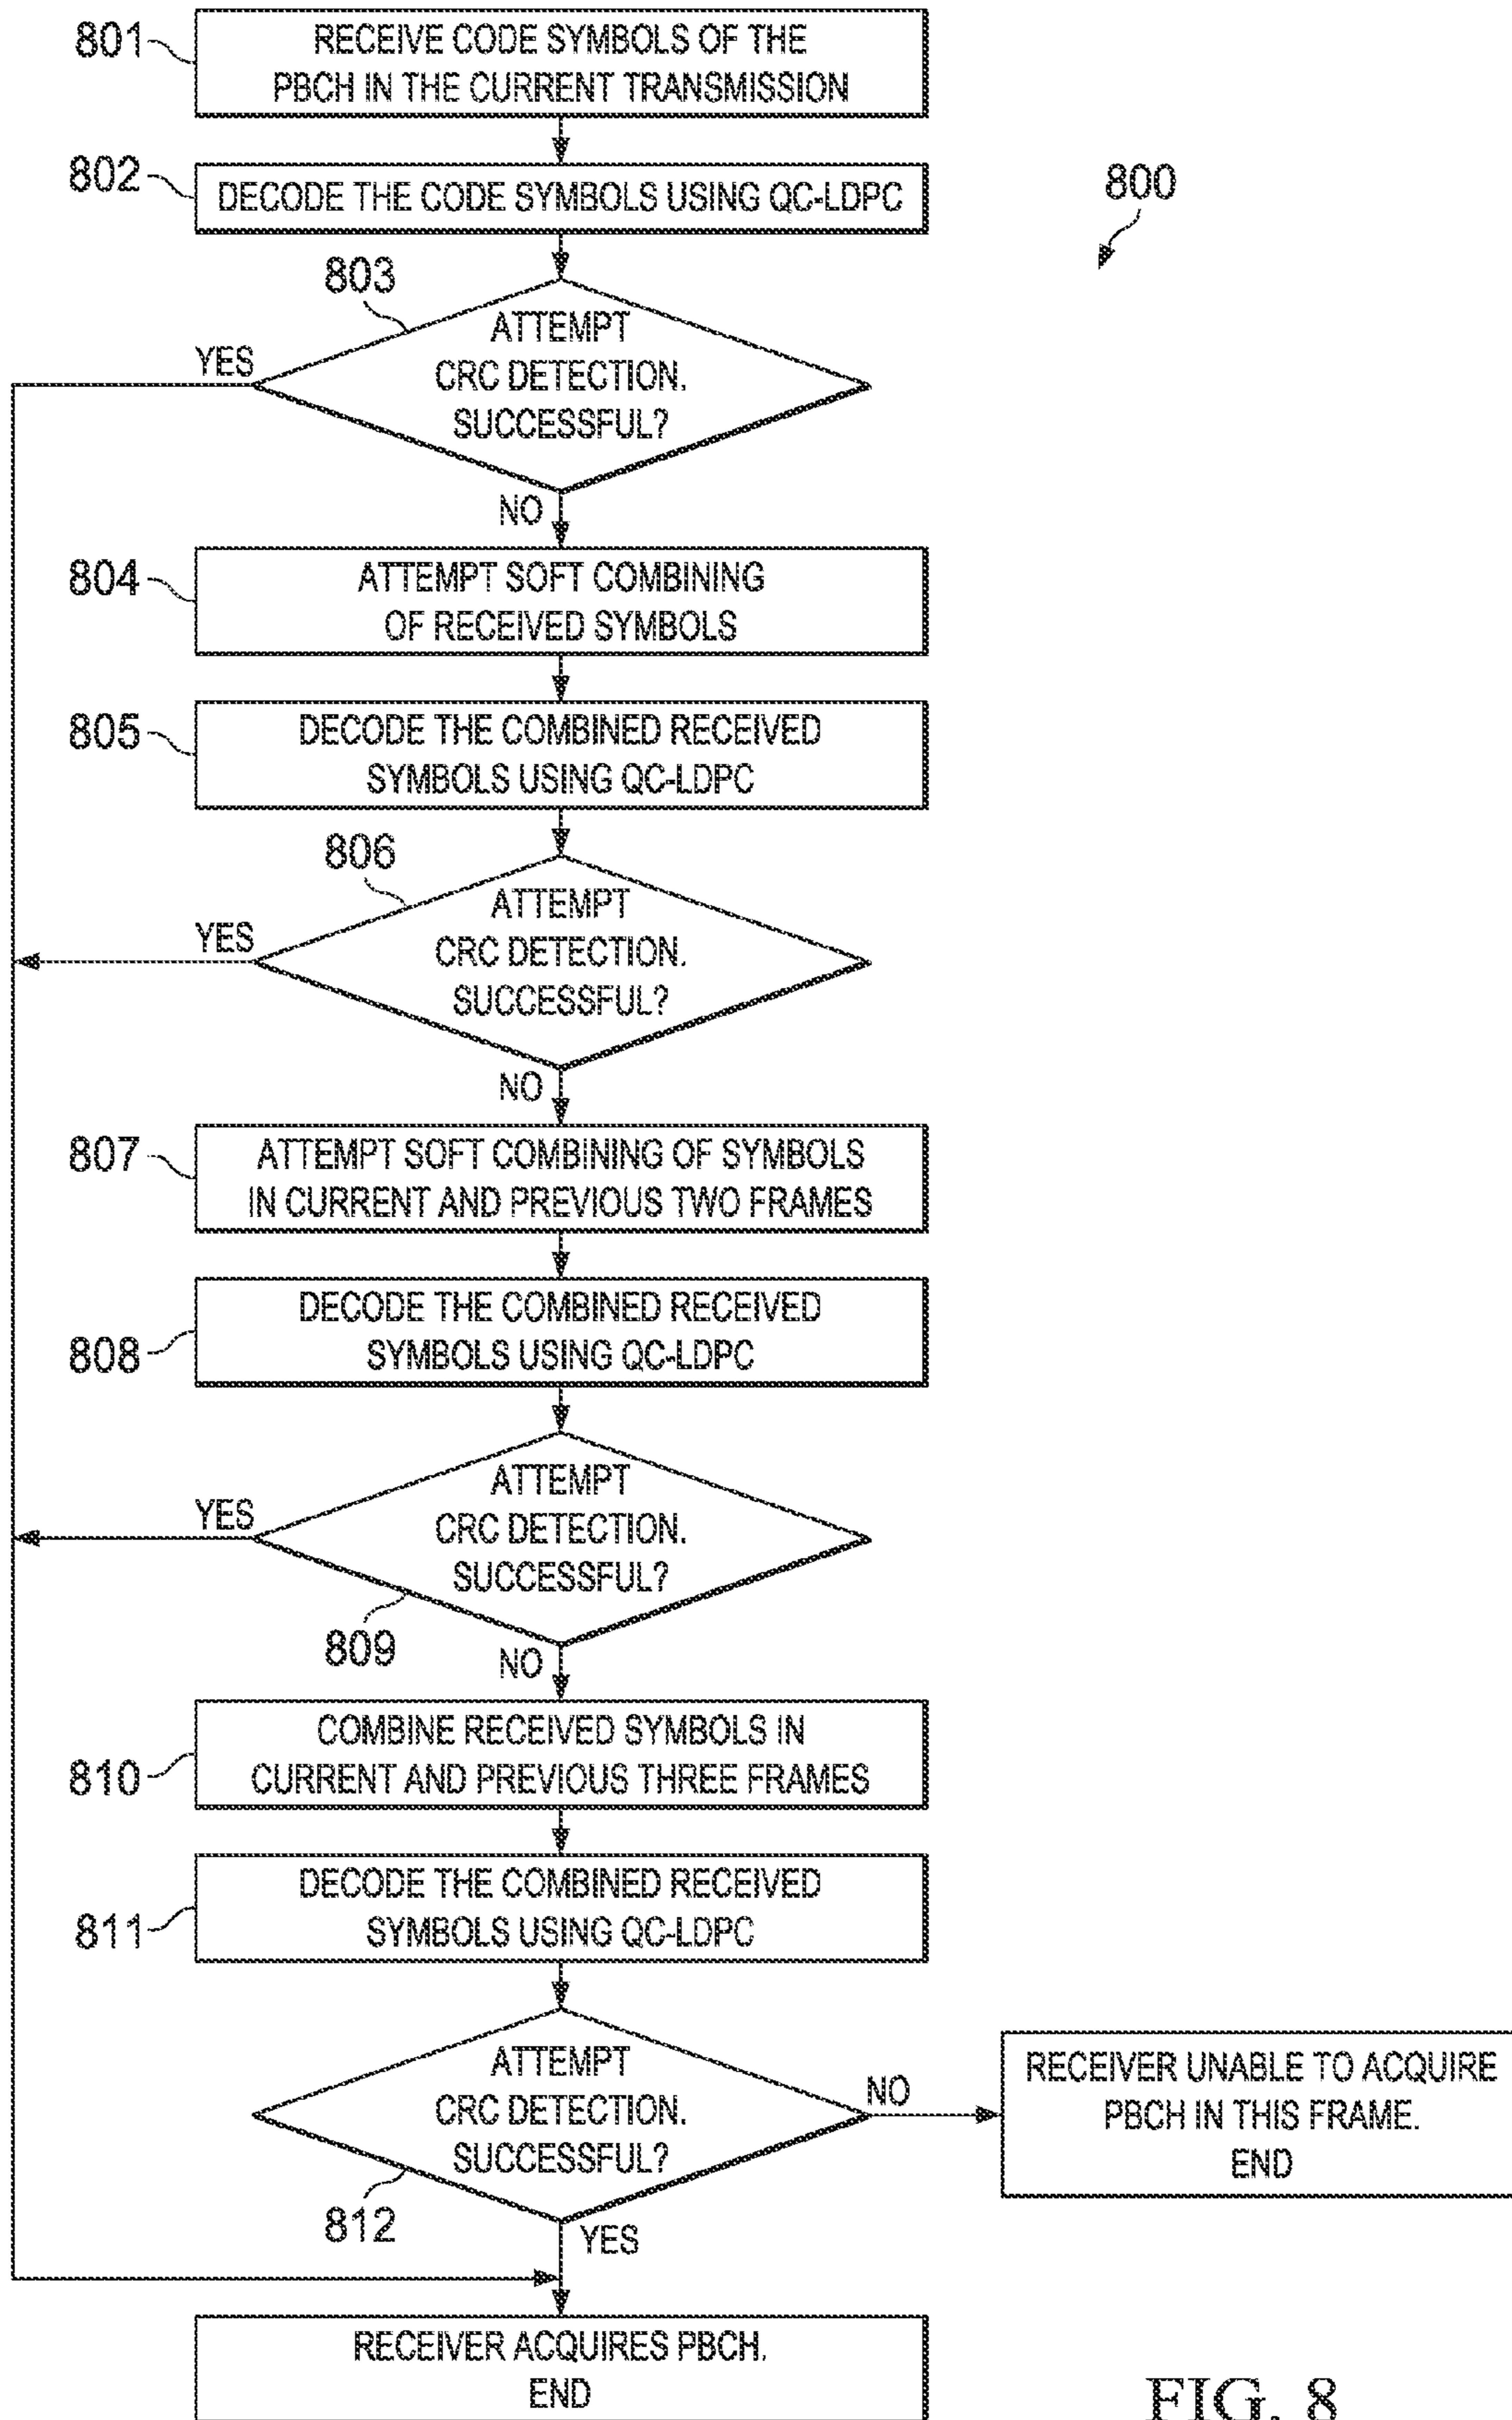 801
RECEIVE CODE SYMBOLS OF THE
PBCH IN THE CURRENT TRANSMISSION
802
DECODE THE CODE SYMBOLS USING QC-LDPC
800
803
ATTEMPT
CRC DETECTION.
SUCCESSFUL?
YES
NO
804
ATTEMPT SOFT COMBINING
OF RECEIVED SYMBOLS
805
DECODE THE COMBINED RECEIVED
SYMBOLS USING QC-LDPC
806
ATTEMPT
CRC DETECTION.
SUCCESSFUL?
YES
NO
807
ATTEMPT SOFT COMBINING OF SYMBOLS
IN CURRENT AND PREVIOUS TWO FRAMES
808
DECODE THE COMBINED RECEIVED
SYMBOLS USING QC-LDPC
ATTEMPT
CRC DETECTION.
SUCCESSFUL?
YES
809
NO
810
COMBINE RECEIVED SYMBOLS IN
CURRENT AND PREVIOUS THREE FRAMES
811
DECODE THE COMBINED RECEIVED
SYMBOLS USING QC-LDPC
ATTEMPT
CRC DETECTION.
SUCCESSFUL?
812
NO
RECEIVER UNABLE TO ACQUIRE
PBCH IN THIS FRAME.
END
YES
RECEIVER ACQUIRES PBCH.
END
FIG. 8